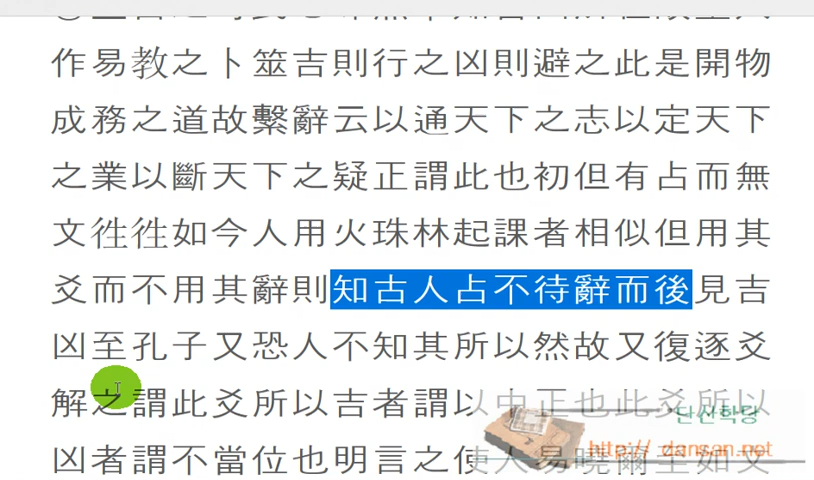 作易教之卜筮吉則行之凶則避之此是開物
成務之道故繫辭云以通天下之志以定天下
之業以斷天下之疑正謂此也初但有占而無
文徃徃如今人用火珠林起課者相似但用其
爻而不用其辭則知古人占不待辭而後見吉
凶至孔子又恐人不知其所以然故又復逐爻
解之謂此爻所以吉者謂以中正也此爻所以
凶者謂不當位也明言之使人易曉爾至如文
단선학당
http:// dansan.net